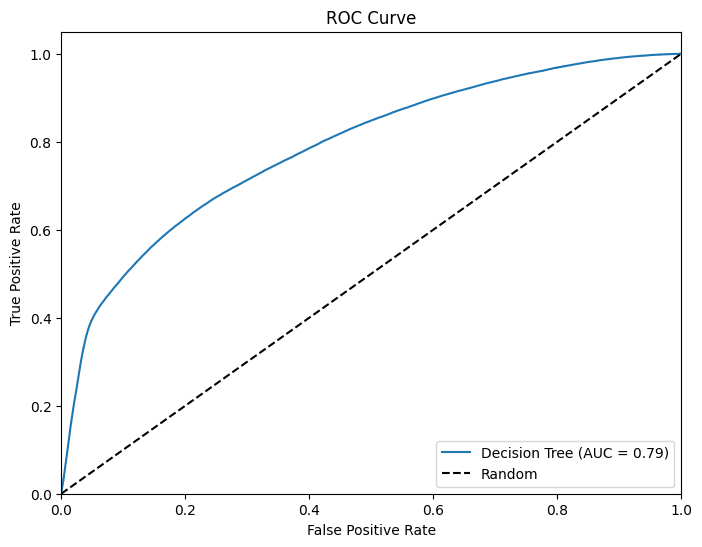 ROC Curve
True Positive Rate
1.0
0.8
0.6
0.4
0.2
0.0
0.0 0.2 0.4 0.6 0.8 1.0
False Positive Rate
Decision Tree (AUC = 0.79)
Random